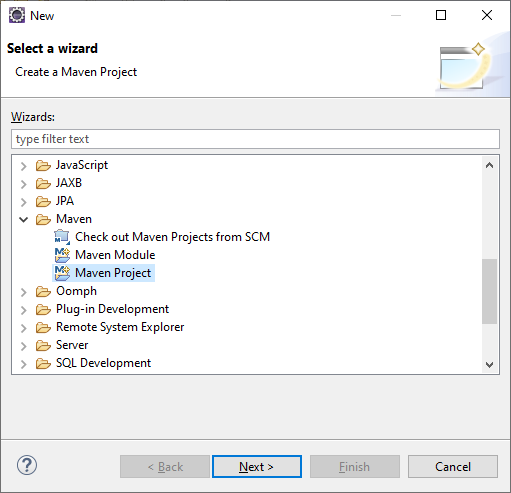 New
Select a wizard
Create a Maven Project
Wizards:
type filter text
JavaScript
JAXB
JPA
Maven
Check out Maven Projects from SCM
Maven Module
Maven Project
Oomph
Plug-in Development
Remote System Explorer
Server
SQL Development
? < Back Next > Finish Cancel